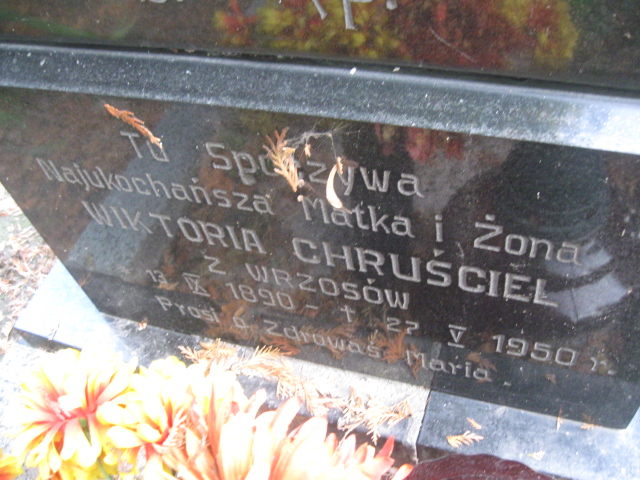 Tu Spoczywa
Najukochańsza Matka i Żona
WIKTORIA CHRUŚCIEL
Z WRZOSÓW
13 IX 1890 - † 27 V 1950 r.
Prosi o Zdrowaś Maria.